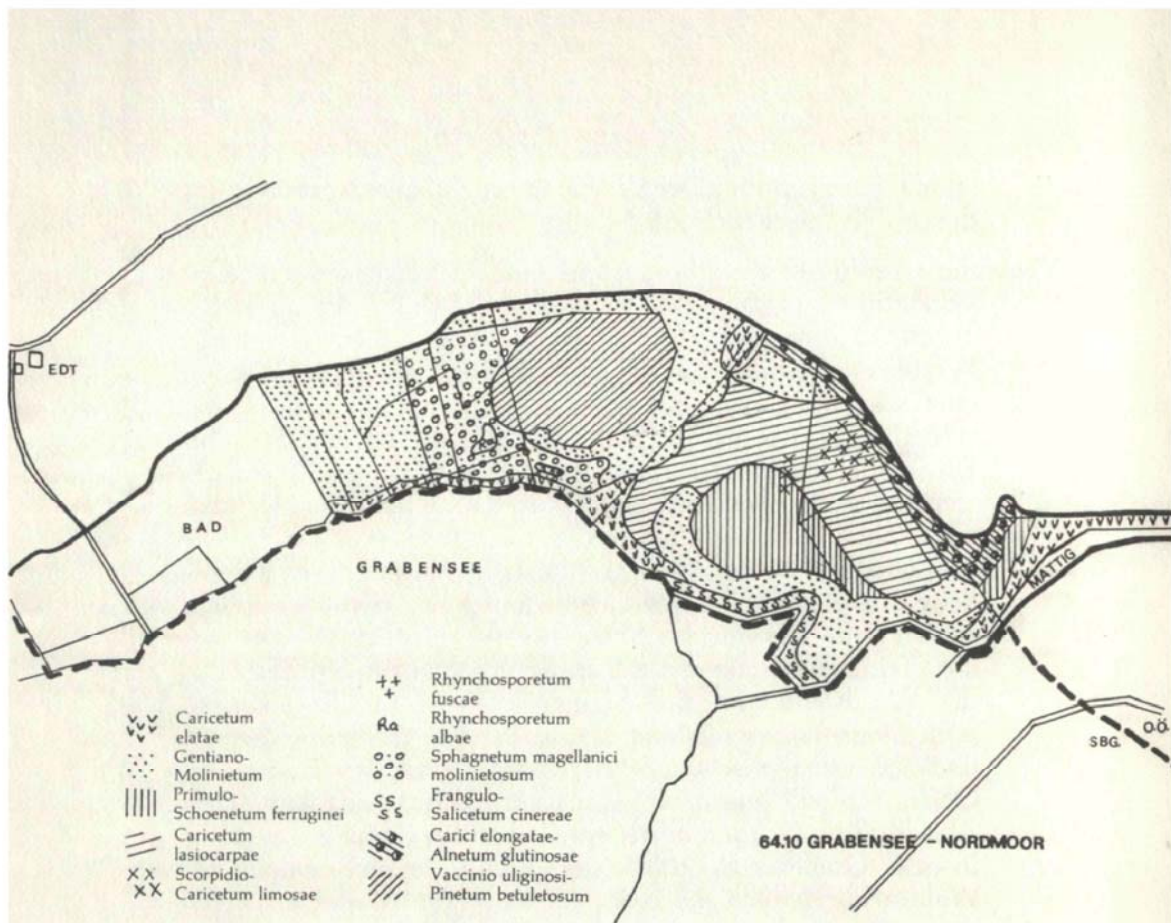 EDT
BAD
GRABENSEE
MATTIG
SBG.
O.Ö.
Caricetum
elatae
Gentiano-
Molinietum
Primulo-
Schoenetum ferruginei
Caricetum
lasiocarpae
Scorpidio-
Caricetum limosae
Rhynchosporetum
fuscae
Ra
Rhynchosporetum
albae
Sphagnetum magellanici
molinietosum
Frangulo-
Salicetum cinereae
Carici elongatae-
Alnetum glutinosae
Vaccinio uliginosi-
Pinetum betuletosum
64.10 GRABENSEE – NORDMOOR